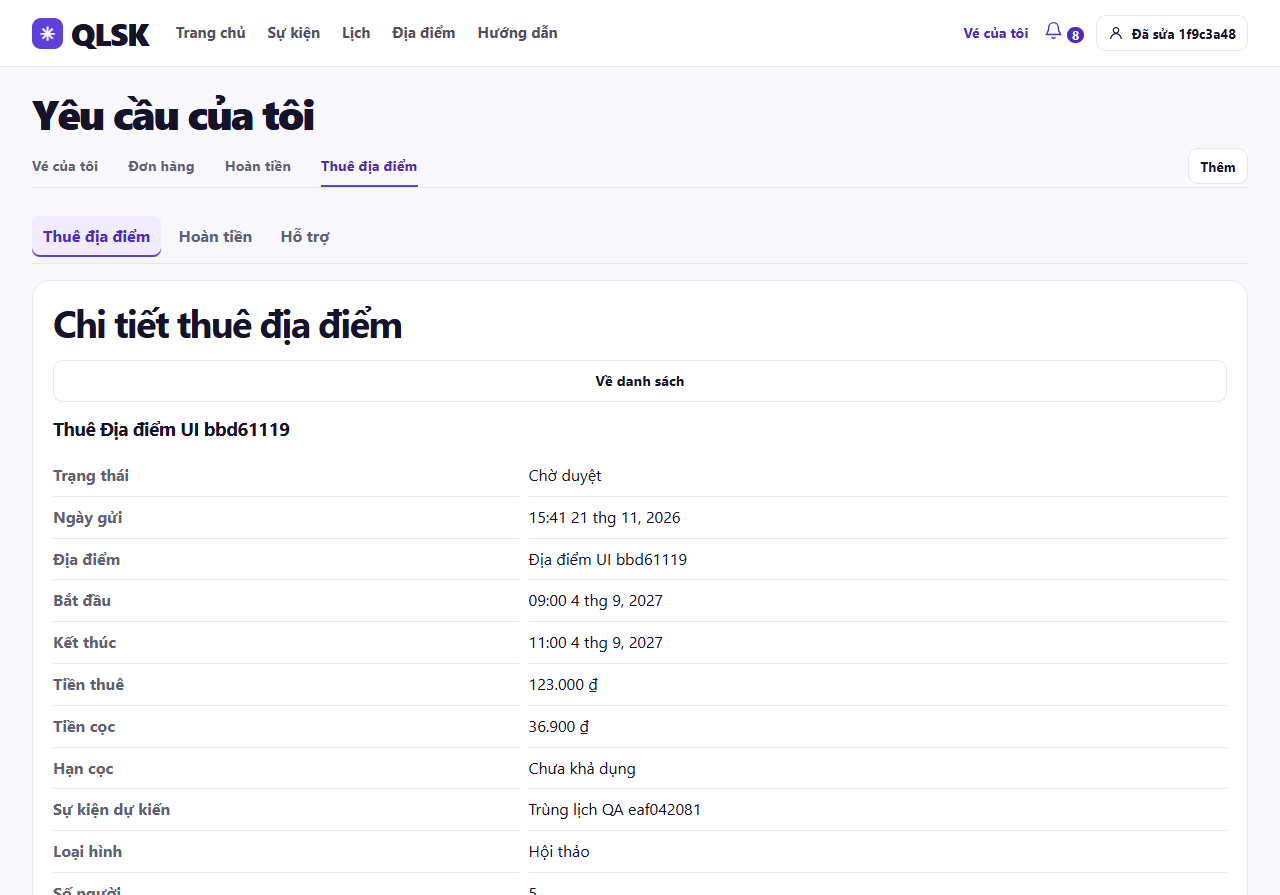 QLSK Trang chủ Sự kiện Lịch Địa điểm Hướng dẫn Vé của tôi 8 Đã sửa 1f9c3a48
Yêu cầu của tôi
Vé của tôi Đơn hàng Hoàn tiền Thuê địa điểm Thêm
Thuê địa điểm Hoàn tiền Hỗ trợ
Chi tiết thuê địa điểm
Về danh sách
Thuê Địa điểm UI bbd61119
Trạng thái Chờ duyệt
Ngày gửi 15:41 21 thg 11, 2026
Địa điểm Địa điểm UI bbd61119
Bắt đầu 09:00 4 thg 9, 2027
Kết thúc 11:00 4 thg 9, 2027
Tiền thuê 123.000 ₫
Tiền cọc 36.900 ₫
Hạn cọc Chưa khả dụng
Sự kiện dự kiến Trùng lịch QA eaf042081
Loại hình Hội thảo
Số người 5